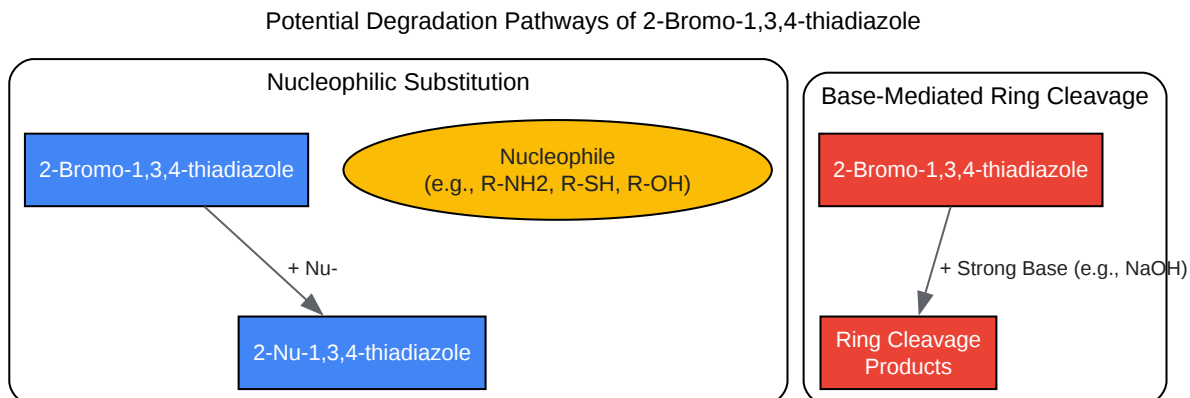 Potential Degradation Pathways of 2-Bromo-1,3,4-thiadiazole
Nucleophilic Substitution
2-Bromo-1,3,4-thiadiazole
Nucleophile
(e.g., R-NH2, R-SH, R-OH)
+ Nu-
2-Nu-1,3,4-thiadiazole
Base-Mediated Ring Cleavage
2-Bromo-1,3,4-thiadiazole
+ Strong Base (e.g., NaOH)
Ring Cleavage
Products